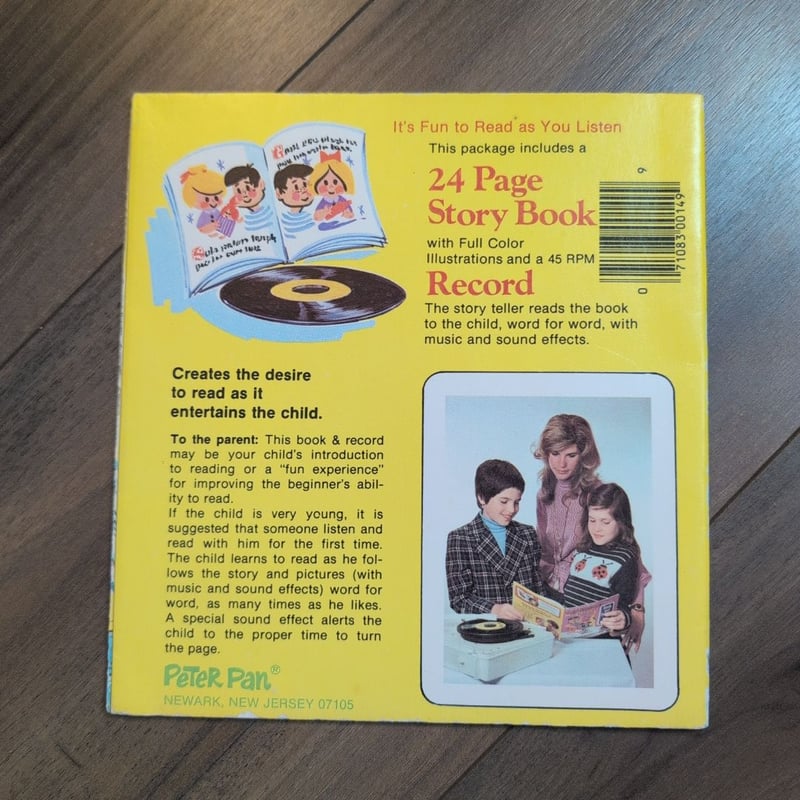 It's Fun to Read as You Listen
This package includes a
24 Page
Story Book
with Full Color
Illustrations and a 45 RPM
Record
The story teller reads the book
to the child, word for word, with
music and sound effects.
9
71083 00149
0
Creates the desire
to read as it
entertains the child.
To the parent: This book & record
may be your child's introduction
to reading or a "fun experience"
for improving the beginner's abil-
ity to read.
If the child is very young, it is
suggested that someone listen and
read with him for the first time.
The child learns to read as he fol-
lows the story and pictures (with
music and sound effects) word for
word, as many times as he likes.
A special sound effect alerts the
child to the proper time to turn
the page.
PETER PAN®
NEWARK, NEW JERSEY 07105